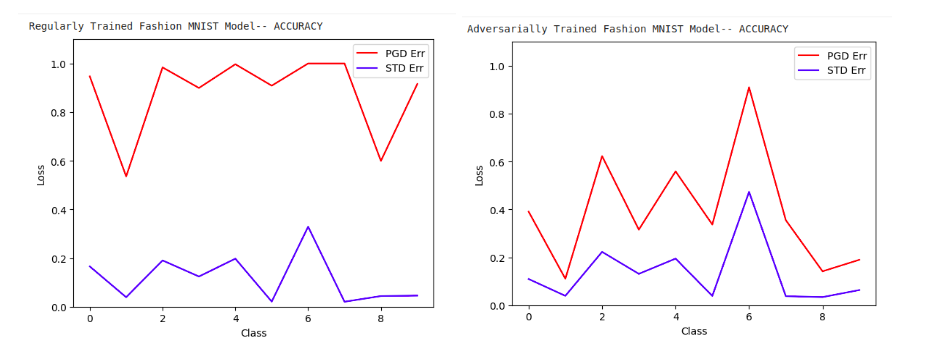 Regularly Trained Fashion MNIST Model-- ACCURACY
PGD Err
STD Err
1.0
0.8
0.6
0.4
0.2
0.0
Loss
0 2 4 6 8
Class
Adversarially Trained Fashion MNIST Model-- ACCURACY
PGD Err
STD Err
1.0
0.8
0.6
0.4
0.2
0.0
Loss
0 2 4 6 8
Class